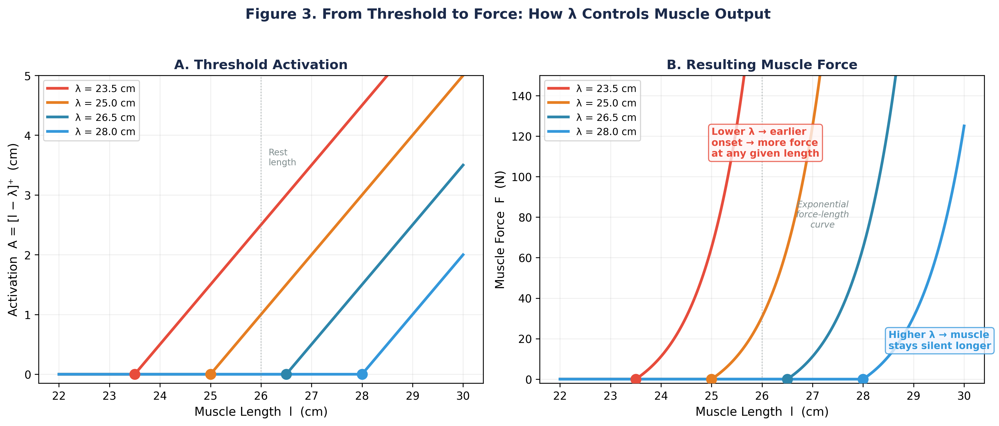 Figure 3. From Threshold to Force: How λ Controls Muscle Output
A. Threshold Activation
5
4
3
2
1
0
Activation A = [l − λ]⁺ (cm)
λ = 23.5 cm
λ = 25.0 cm
λ = 26.5 cm
λ = 28.0 cm
Rest
length
22 23 24 25 26 27 28 29 30
Muscle Length l (cm)
B. Resulting Muscle Force
140
120
100
80
60
40
20
0
Muscle Force F (N)
λ = 23.5 cm
λ = 25.0 cm
λ = 26.5 cm
λ = 28.0 cm
Lower λ → earlier
onset → more force
at any given length
Exponential
force-length
curve
Higher λ → muscle
stays silent longer
22 23 24 25 26 27 28 29 30
Muscle Length l (cm)